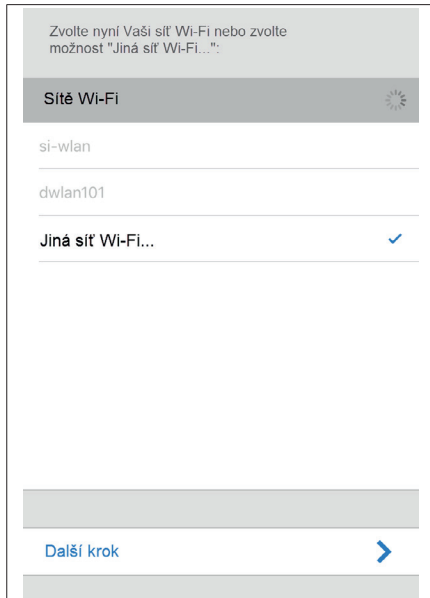 Zvolte nyní Vaši síť Wi-Fi nebo zvolte
možnost "Jiná síť Wi-Fi...":
Sítě Wi-Fi
si-wlan
dwlan101
Jiná síť Wi-Fi...
Další krok